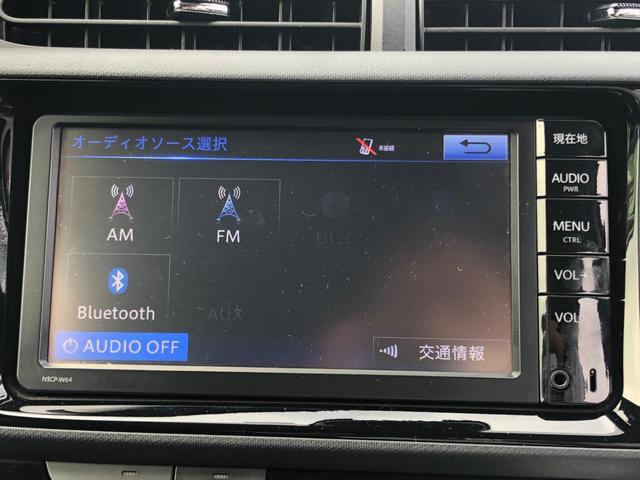 オーディオソース選択
未接続
AM
FM
DISC
SD
Bluetooth
AUX
AUDIO OFF
交通情報
NSCP-W64
現在地
AUDIO
PWR
MENU
CTRL
VOL-
VOL